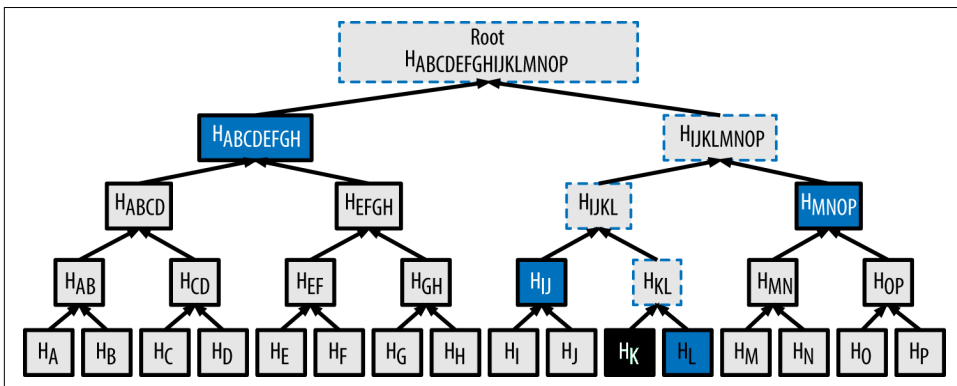 Root
HABCDEFGHIJKLMNOP
HABCDEFGH HIJKLMNOP
HABCD HEFGH HIJKL HMNOP
HAB HCD HEF HGH HIJ HKL HMN HOP
HA HB HC HD HE HF HG HH HI HJ HK HL HM HN HO HP